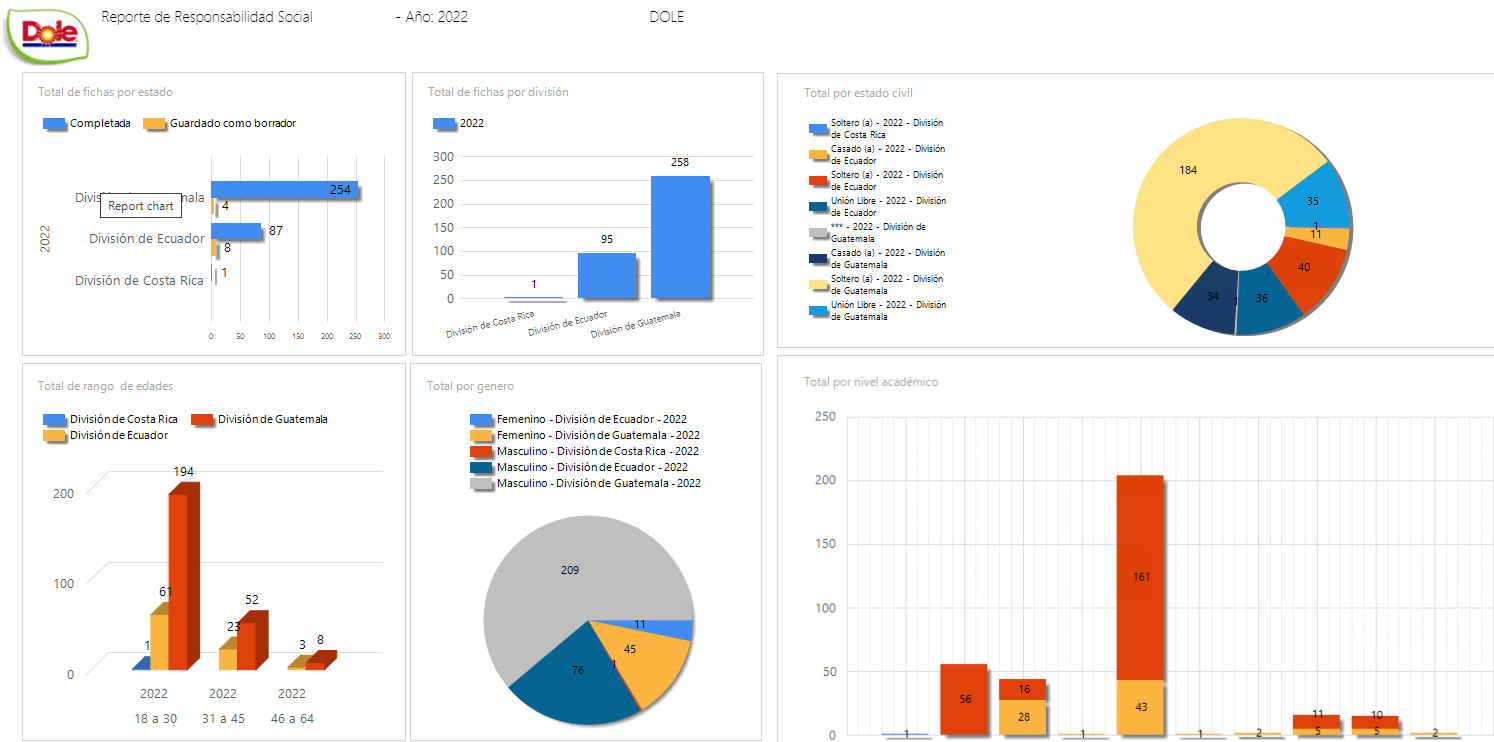 Dole
Reporte de Responsabilidad Social - Año: 2022 DOLE
Total de fichas por estado
Completada Guardado como borrador
254
4
Report chart
División de Ecuador
87
8
División de Costa Rica
1
2022
0 50 100 150 200 250 300
Total de fichas por división
2022
300
250
200
150
100
50
0
1
95
258
División de Costa Rica
División de Ecuador
División de Guatemala
Total por estado civil
Soltero (a) - 2022 - División
de Costa Rica
Casado (a) - 2022 - División
de Ecuador
Soltero (a) - 2022 - División
de Ecuador
Unión Libre - 2022 - División
de Ecuador
*** - 2022 - División de
Guatemala
Casado (a) - 2022 - División
de Guatemala
Soltero (a) - 2022 - División
de Guatemala
Unión Libre - 2022 - División
de Guatemala
184
35
1
11
40
36
1
34
Total de rango de edades
División de Costa Rica División de Guatemala
División de Ecuador
200
100
0
1
61
194
23
52
3
8
2022 2022 2022
18 a 30 31 a 45 46 a 64
Total por genero
Femenino - División de Ecuador - 2022
Femenino - División de Guatemala - 2022
Masculino - División de Costa Rica - 2022
Masculino - División de Ecuador - 2022
Masculino - División de Guatemala - 2022
209
11
45
1
76
Total por nivel académico
250
200
150
100
50
0
1
56
16
28
1
161
43
1
2
11
5
10
5
2